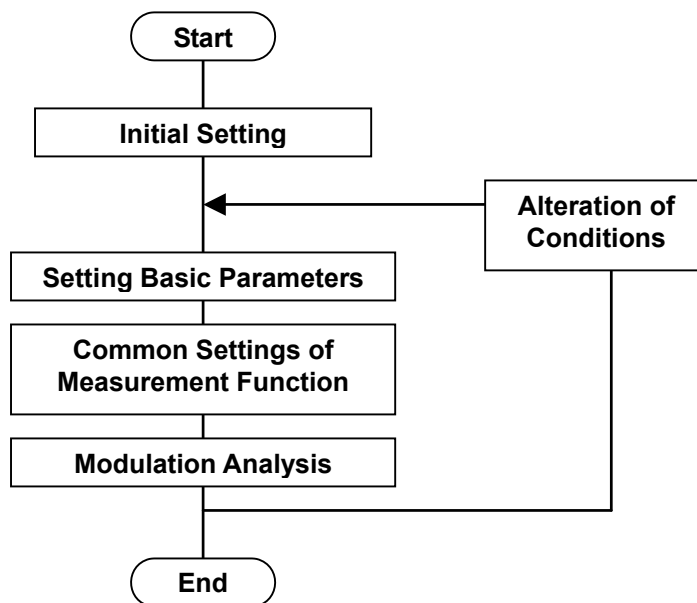 Start
Initial Setting
Alteration of
Conditions
Setting Basic Parameters
Common Settings of
Measurement Function
Modulation Analysis
End